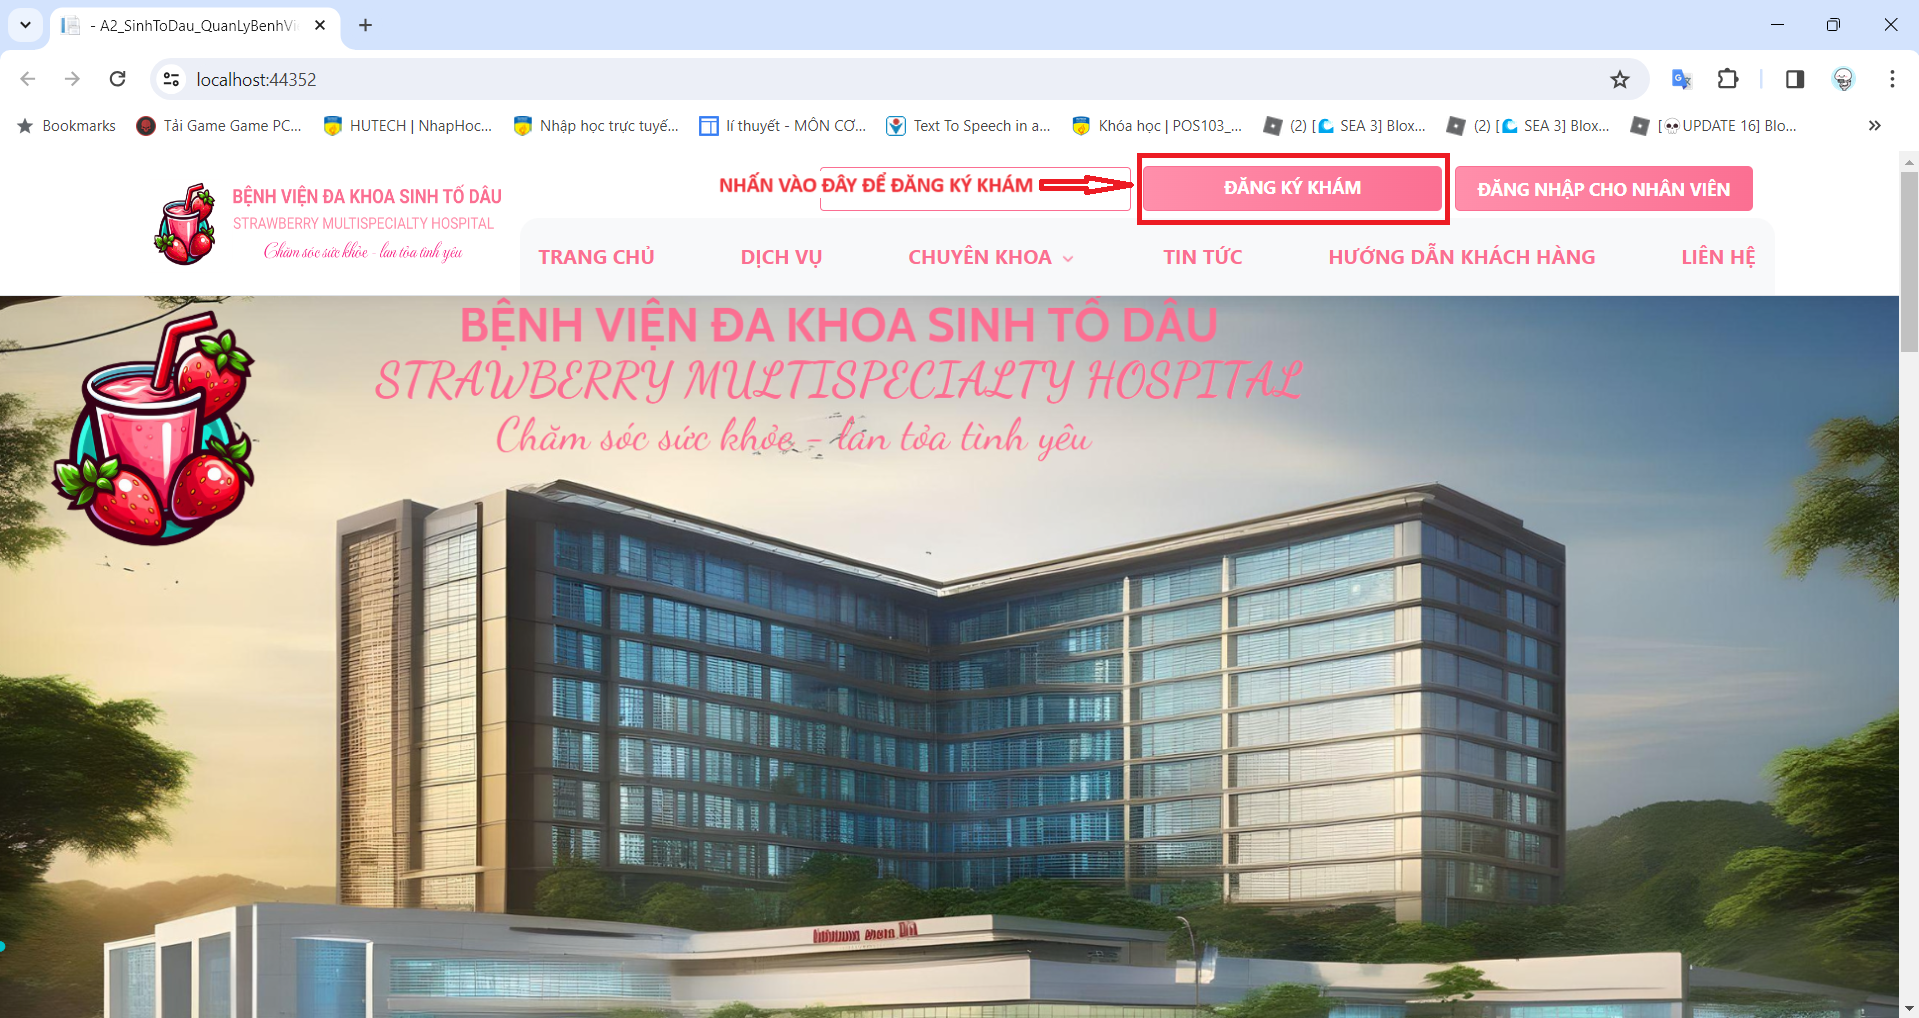 - A2_SinhToDau_QuanLyBenhVi
localhost:44352
Bookmarks
Tải Game Game PC...
HUTECH | NhapHoc...
Nhập học trực tuyế...
lí thuyết - MÔN CƠ...
Text To Speech in a...
Khóa học | POS103_...
(2) [🌊 SEA 3] Blox...
(2) [🌊 SEA 3] Blox...
[💀UPDATE 16] Blo...
BỆNH VIỆN ĐA KHOA SINH TỐ DÂU
STRAWBERRY MULTISPECIALTY HOSPITAL
Chăm sóc sức khỏe - lan tỏa tình yêu
NHẤN VÀO ĐÂY ĐỂ ĐĂNG KÝ KHÁM
ĐĂNG KÝ KHÁM
ĐĂNG NHẬP CHO NHÂN VIÊN
TRANG CHỦ
DỊCH VỤ
CHUYÊN KHOA
TIN TỨC
HƯỚNG DẪN KHÁCH HÀNG
LIÊN HỆ
BỆNH VIỆN ĐA KHOA SINH TỐ DÂU
STRAWBERRY MULTISPECIALTY HOSPITAL
Chăm sóc sức khỏe - lan tỏa tình yêu